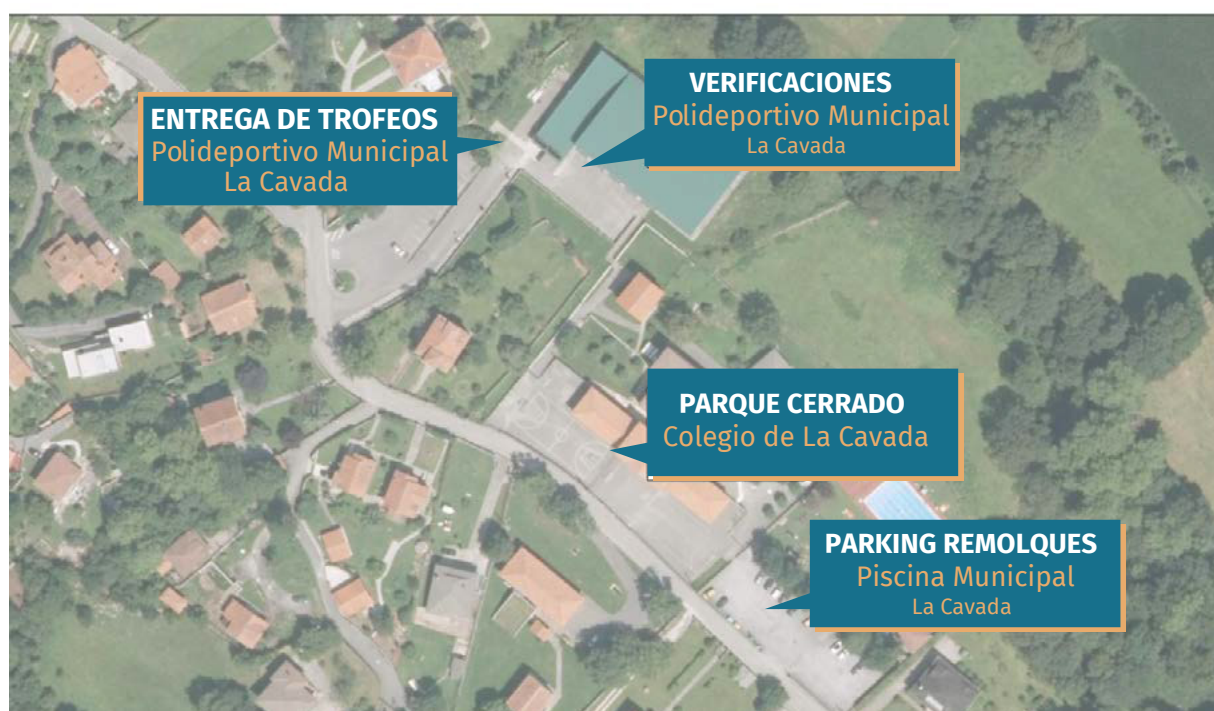 ENTREGA DE TROFEOS
Polideportivo Municipal
La Cavada
VERIFICACIONES
Polideportivo Municipal
La Cavada
PARQUE CERRADO
Colegio de La Cavada
PARKING REMOLQUES
Piscina Municipal
La Cavada